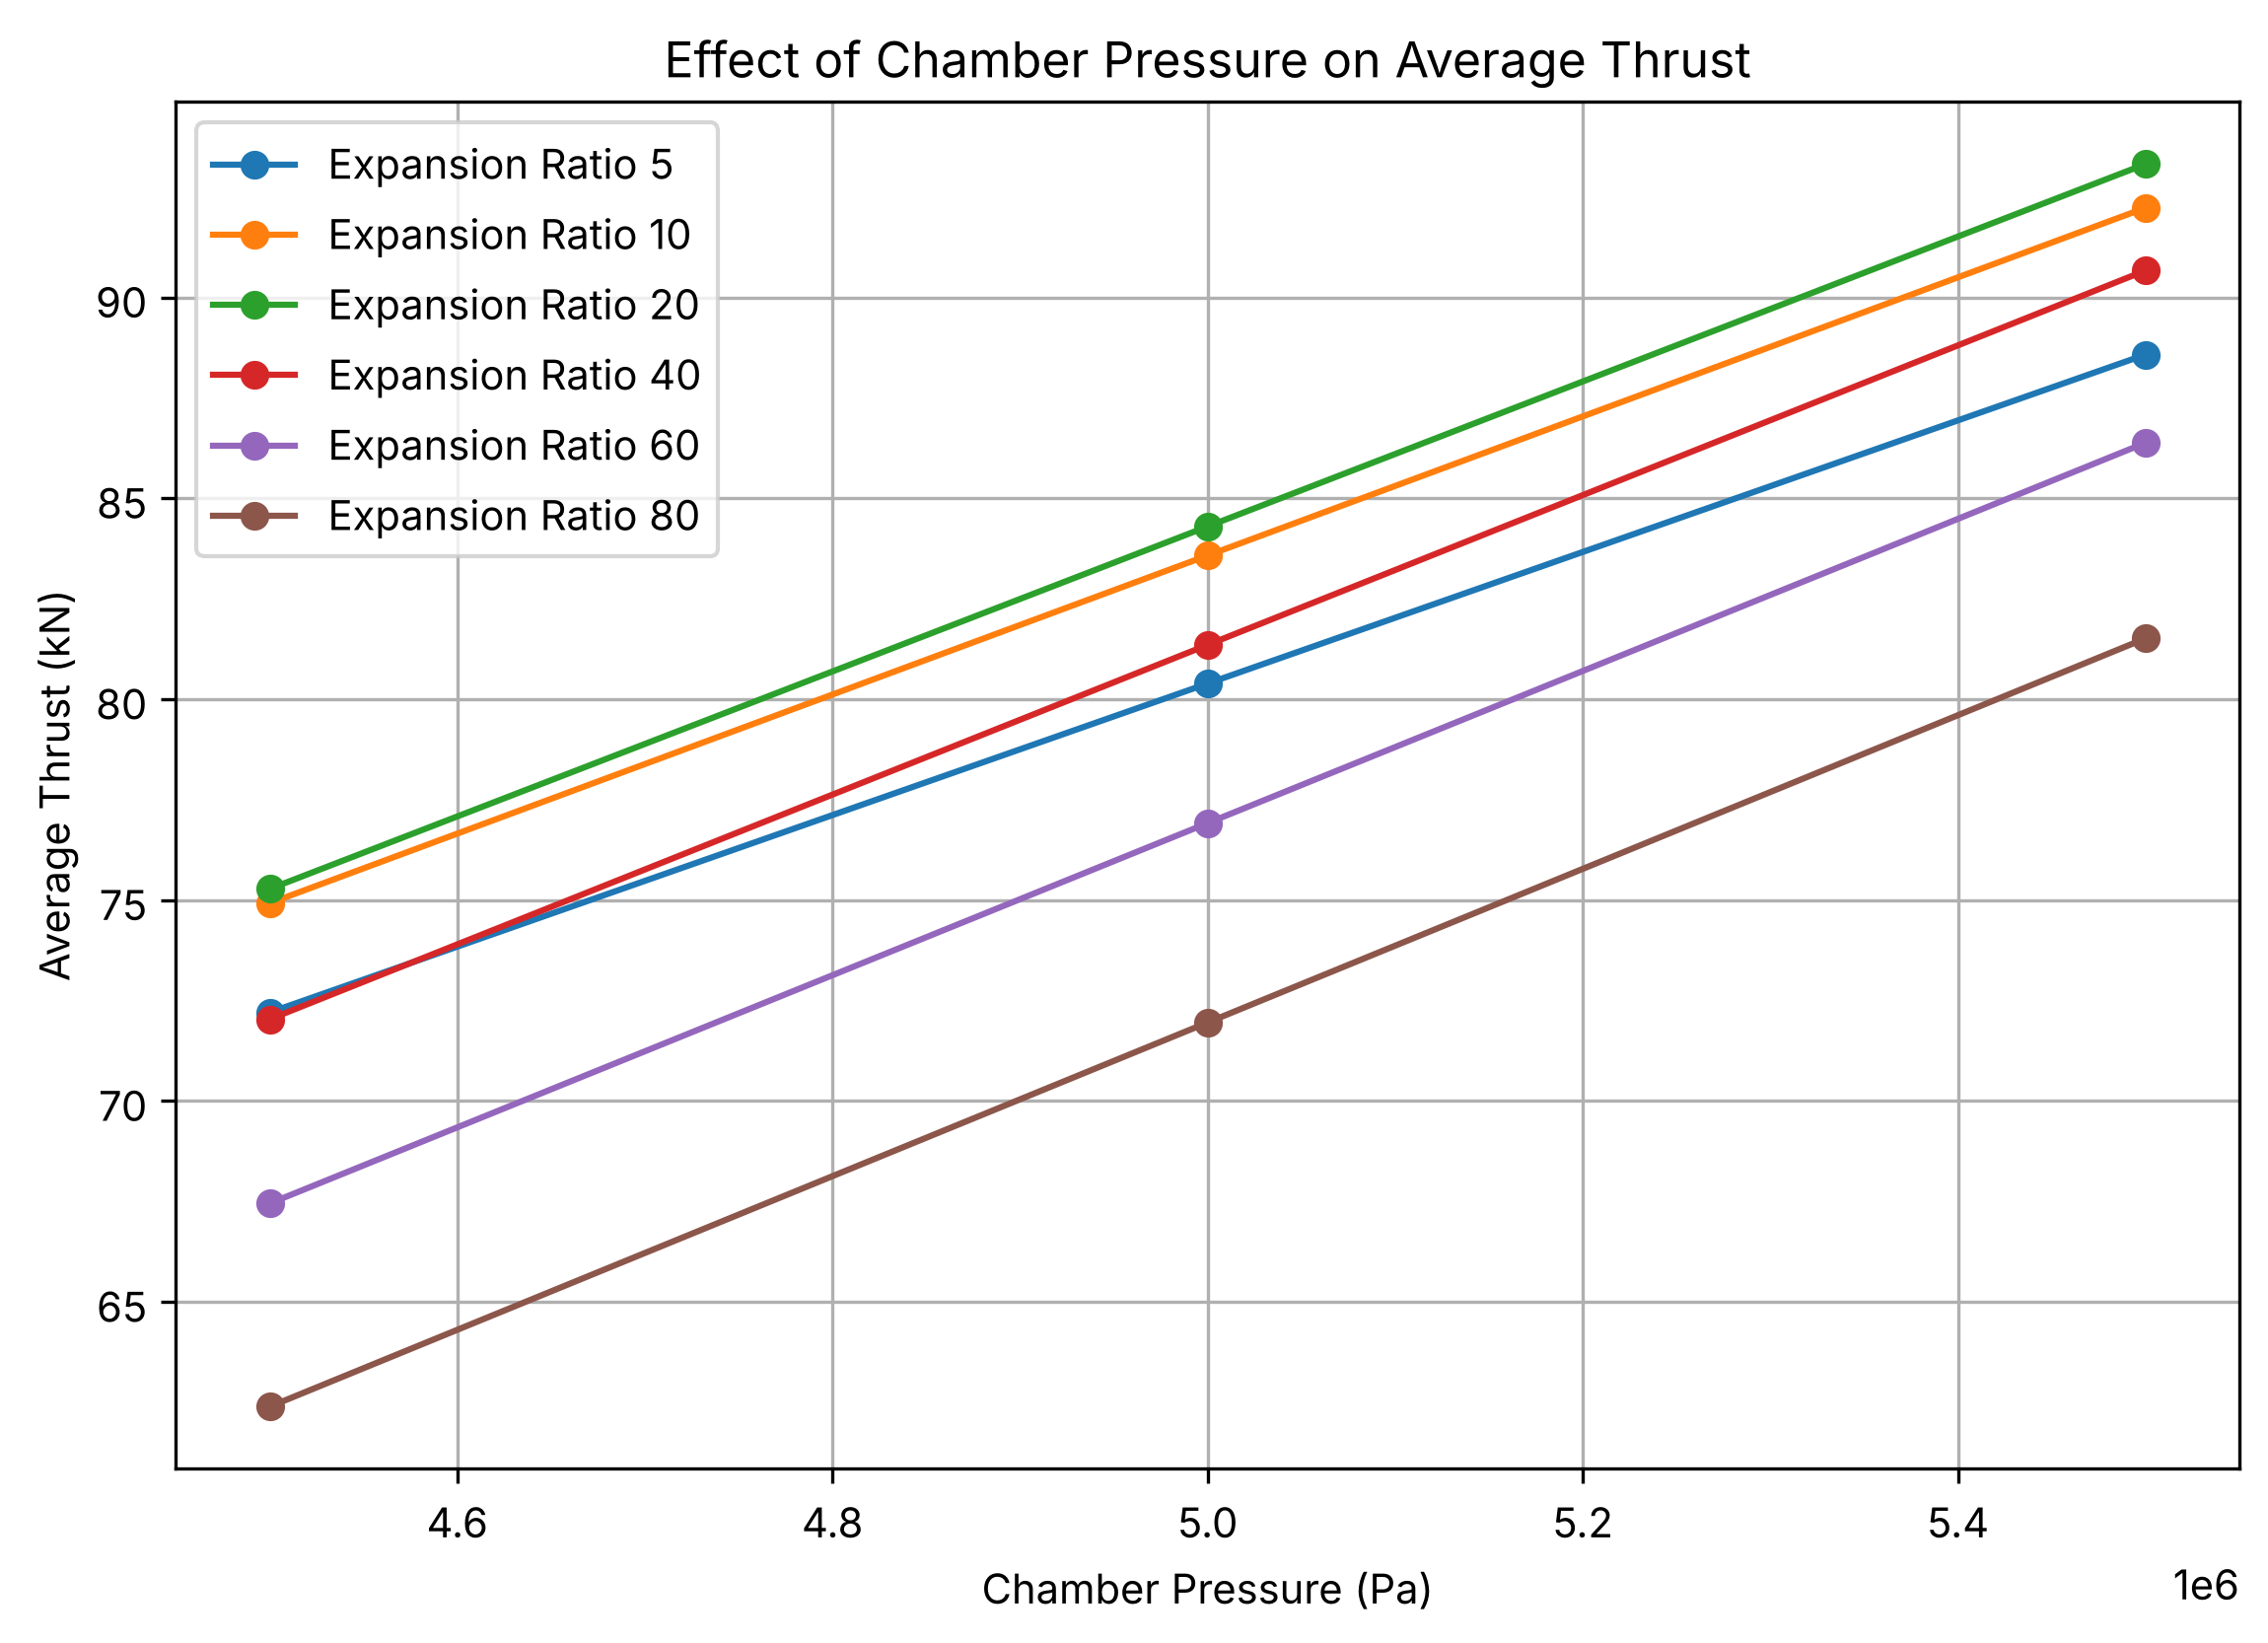 Effect of Chamber Pressure on Average Thrust
Expansion Ratio 5
Expansion Ratio 10
Expansion Ratio 20
Expansion Ratio 40
Expansion Ratio 60
Expansion Ratio 80
Average Thrust (kN)
90
85
80
75
70
65
4.6 4.8 5.0 5.2 5.4
Chamber Pressure (Pa)
1e6